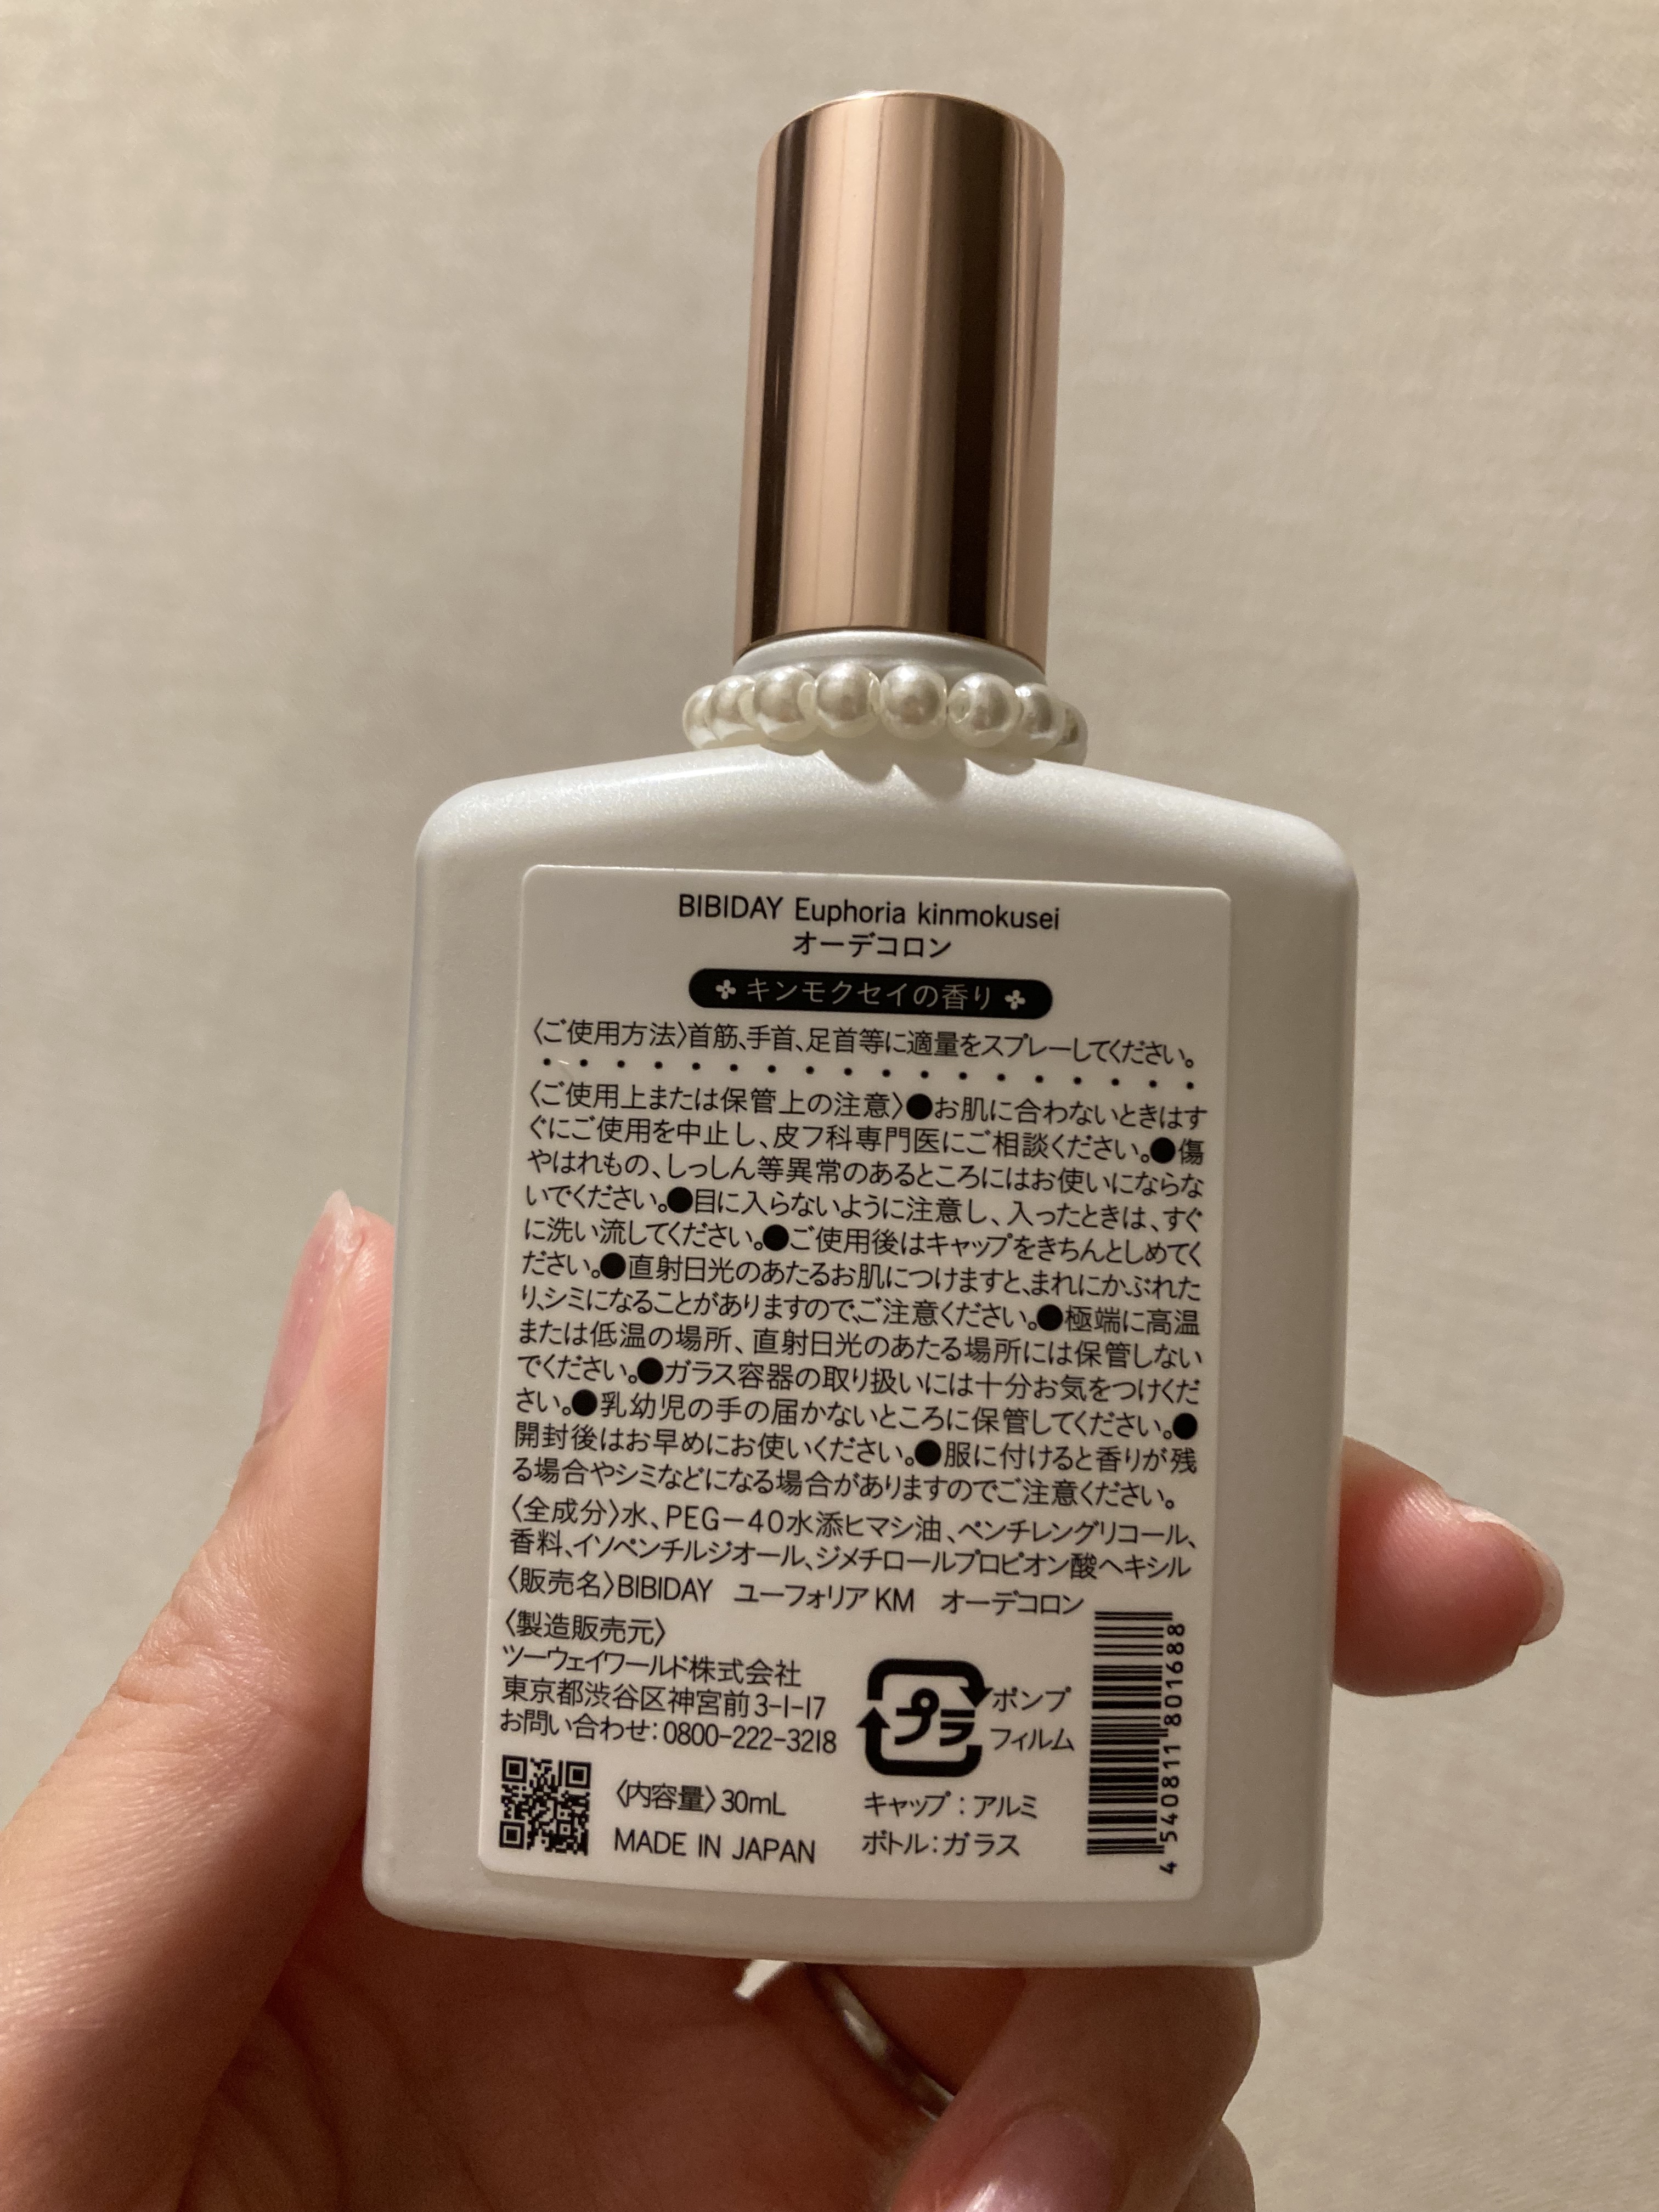 BIBIDAY Euphoria kinmokusei
オーデコロン
キンモクセイの香り
〈ご使用方法〉首筋、手首、足首等に適量をスプレーしてください。
〈ご使用上または保管上の注意〉●お肌に合わないときはす
ぐにご使用を中止し、皮フ科専門医にご相談ください。●傷
やはれもの、しっしん等異常のあるところにはお使いにならな
いでください。●目に入らないように注意し、入ったときは、すぐ
に洗い流してください。●ご使用後はキャップをきちんとしめてく
ださい。●直射日光のあたるお肌につけますと、まれにかぶれた
り、シミになることがありますので、ご注意ください。●極端に高温
または低温の場所、直射日光のあたる場所には保管しない
でください。●ガラス容器の取り扱いには十分お気をつけくだ
さい。●乳幼児の手の届かないところに保管してください。●
開封後はお早めにお使いください。●服に付けると香りが残
る場合やシミなどになる場合がありますのでご注意ください。
〈全成分〉水、PEG－40水添ヒマシ油、ペンチレングリコール、
香料、イソペンチルジオール、ジメチロールプロピオン酸ヘキシル
〈販売名〉BIBIDAY ユーフォリアKM オーデコロン
〈製造販売元〉
ツーウェイワールド株式会社
東京都渋谷区神宮前3-1-17
お問い合わせ:0800-222-3218
〈内容量〉30mL
MADE IN JAPAN
プラ
ポンプ
フィルム
キャップ:アルミ
ボトル:ガラス
4 540811 801688